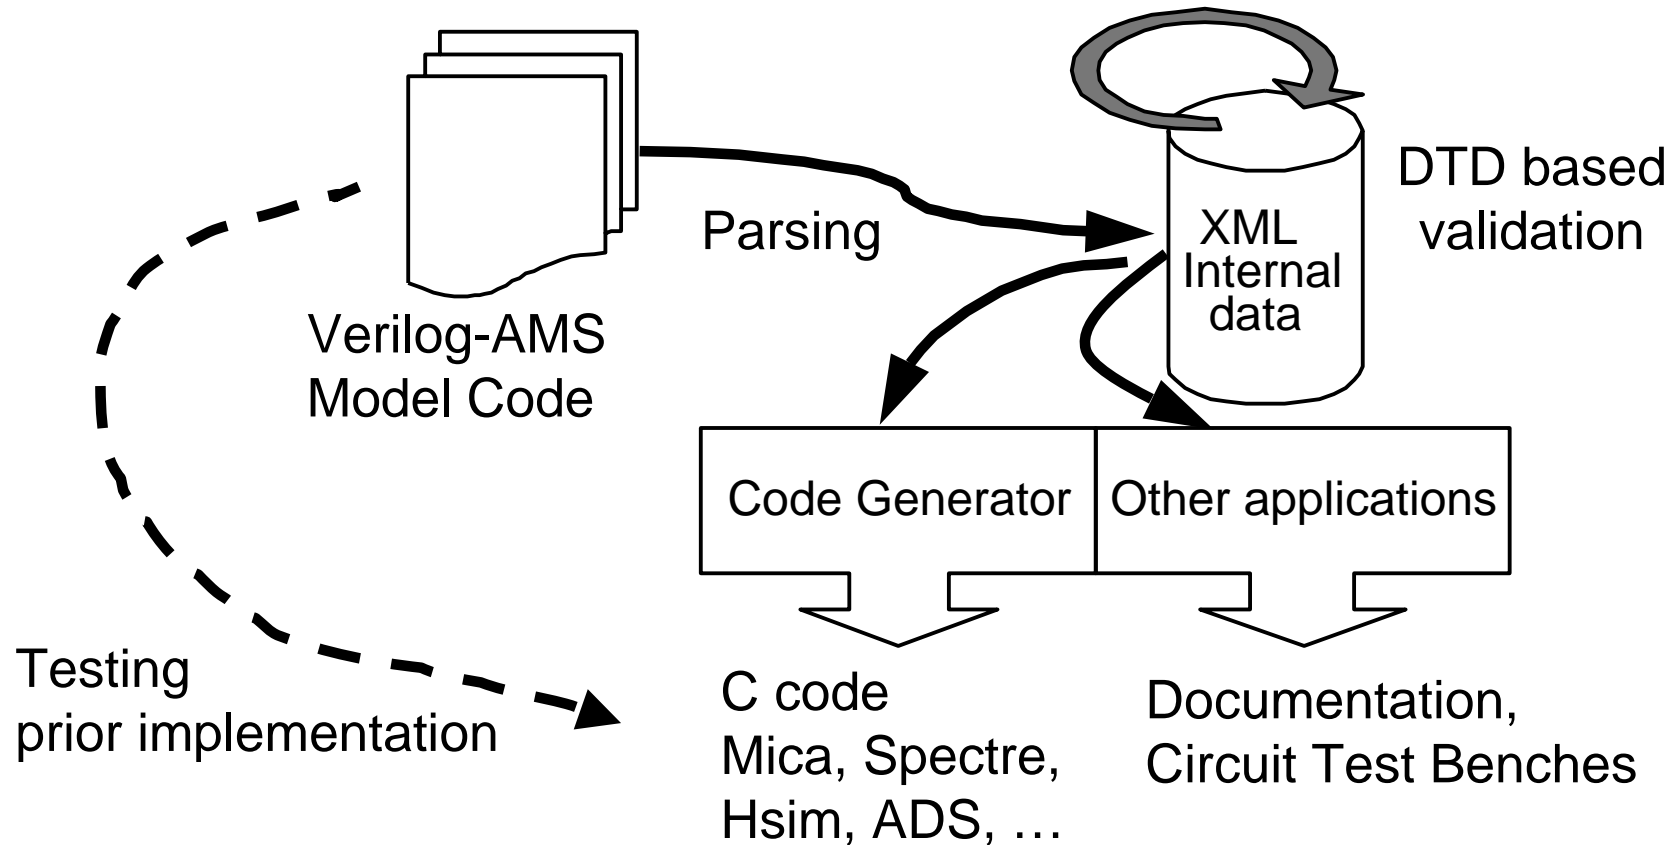 DTD based
validation
Parsing
XML
Internal
data
Verilog-AMS
Model Code
Code Generator
Other applications
Testing
prior implementation
C code
Mica, Spectre,
Hsim, ADS, …
Documentation,
Circuit Test Benches